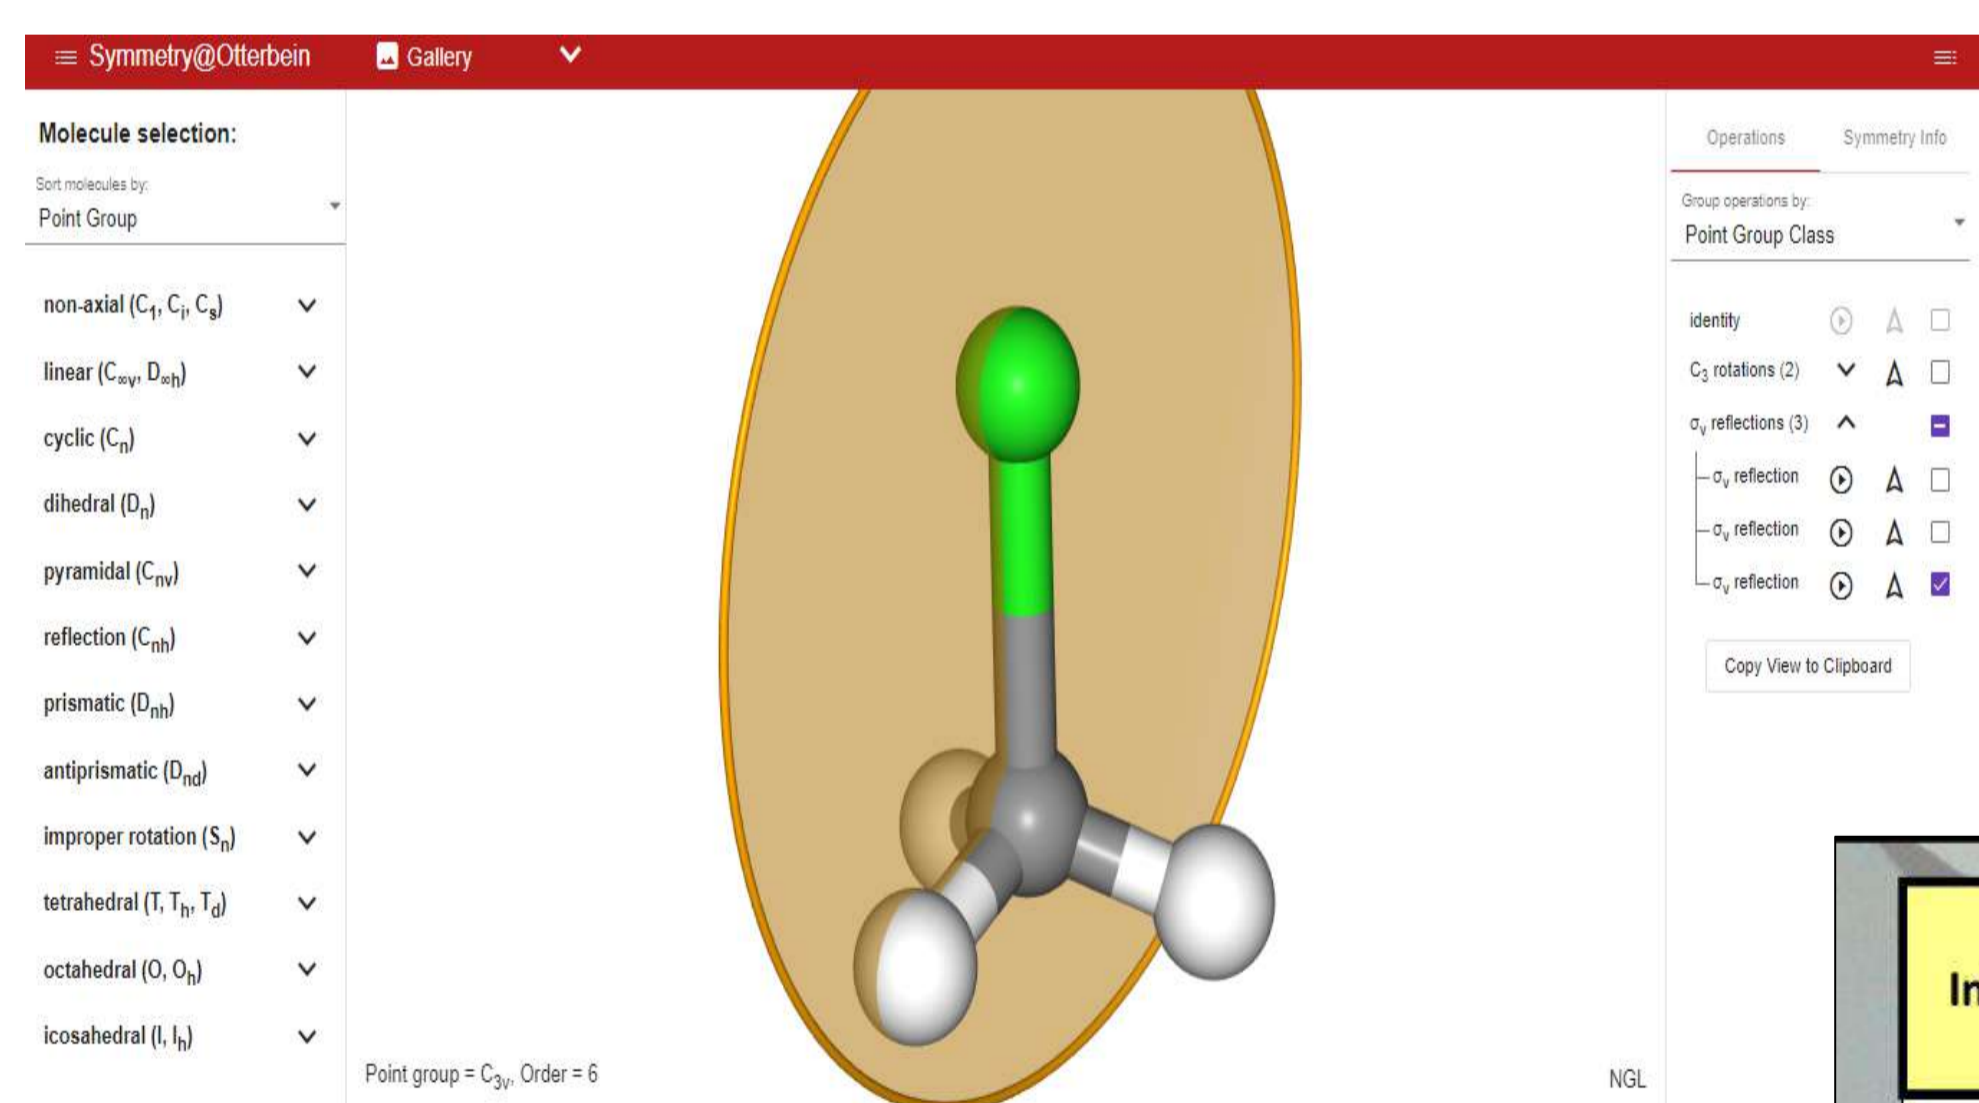 Symmetry@Otterbein Gallery
Molecule selection:
Sort molecules by:
Point Group
non-axial (C₁, Cᵢ, Cₛ)
linear (C∞v, D∞h)
cyclic (Cn)
dihedral (Dn)
pyramidal (Cnv)
reflection (Cnh)
prismatic (Dnh)
antiprismatic (Dnd)
improper rotation (Sn)
tetrahedral (T, Th, Td)
octahedral (O, Oh)
icosahedral (I, Ih)
Point group = C3v, Order = 6
NGL
Operations Symmetry Info
Group operations by:
Point Group Class
identity
C3 rotations (2)
σv reflections (3)
σv reflection
σv reflection
σv reflection
Copy View to Clipboard
In